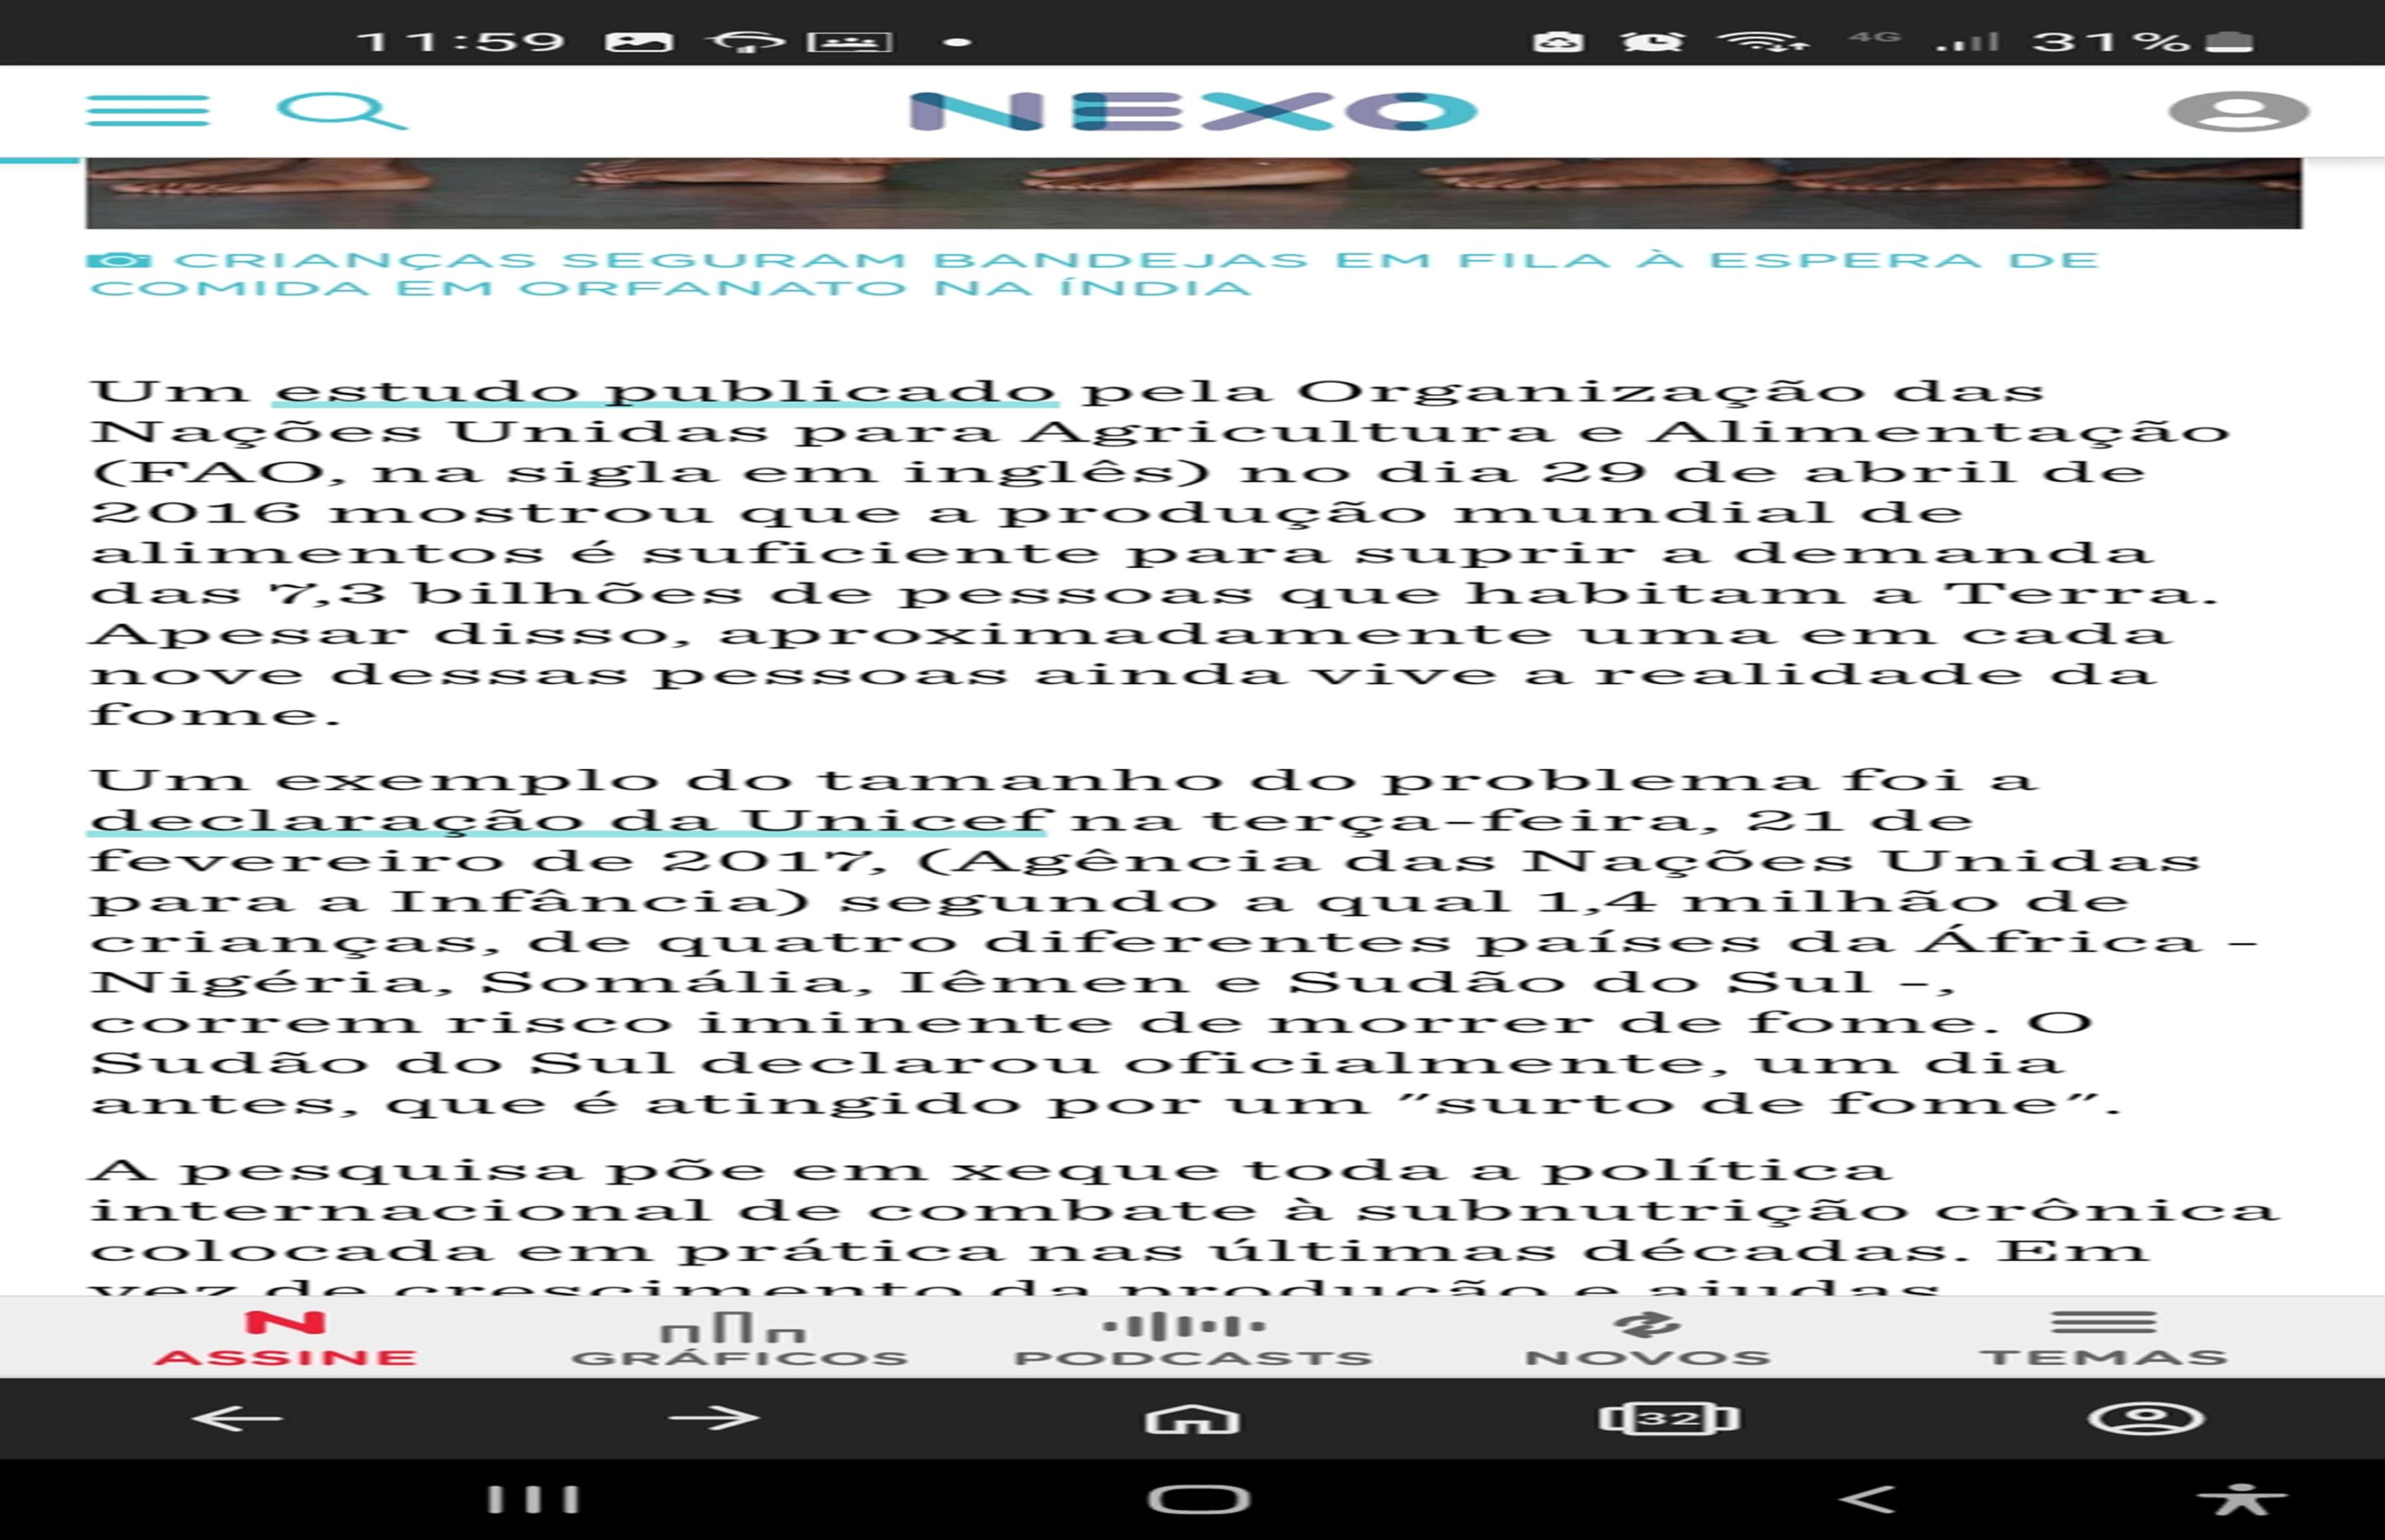 11:59 4G 31%
NEXO
CRIANÇAS SEGURAM BANDEJAS EM FILA À ESPERA DE
COMIDA EM ORFANATO NA ÍNDIA
Um estudo publicado pela Organização das
Nações Unidas para Agricultura e Alimentação
(FAO, na sigla em inglês) no dia 29 de abril de
2016 mostrou que a produção mundial de
alimentos é suficiente para suprir a demanda
das 7,3 bilhões de pessoas que habitam a Terra.
Apesar disso, aproximadamente uma em cada
nove dessas pessoas ainda vive a realidade da
fome.
Um exemplo do tamanho do problema foi a
declaração da Unicef na terça-feira, 21 de
fevereiro de 2017, (Agência das Nações Unidas
para a Infância) segundo a qual 1,4 milhão de
crianças, de quatro diferentes países da África -
Nigéria, Somália, Iêmen e Sudão do Sul -,
correm risco iminente de morrer de fome. O
Sudão do Sul declarou oficialmente, um dia
antes, que é atingido por um "surto de fome".
A pesquisa põe em xeque toda a política
internacional de combate à subnutrição crônica
colocada em prática nas últimas décadas. Em
vez de crescimento da produção e ajudas
ASSINE GRÁFICOS PODCASTS NOVOS TEMAS
32